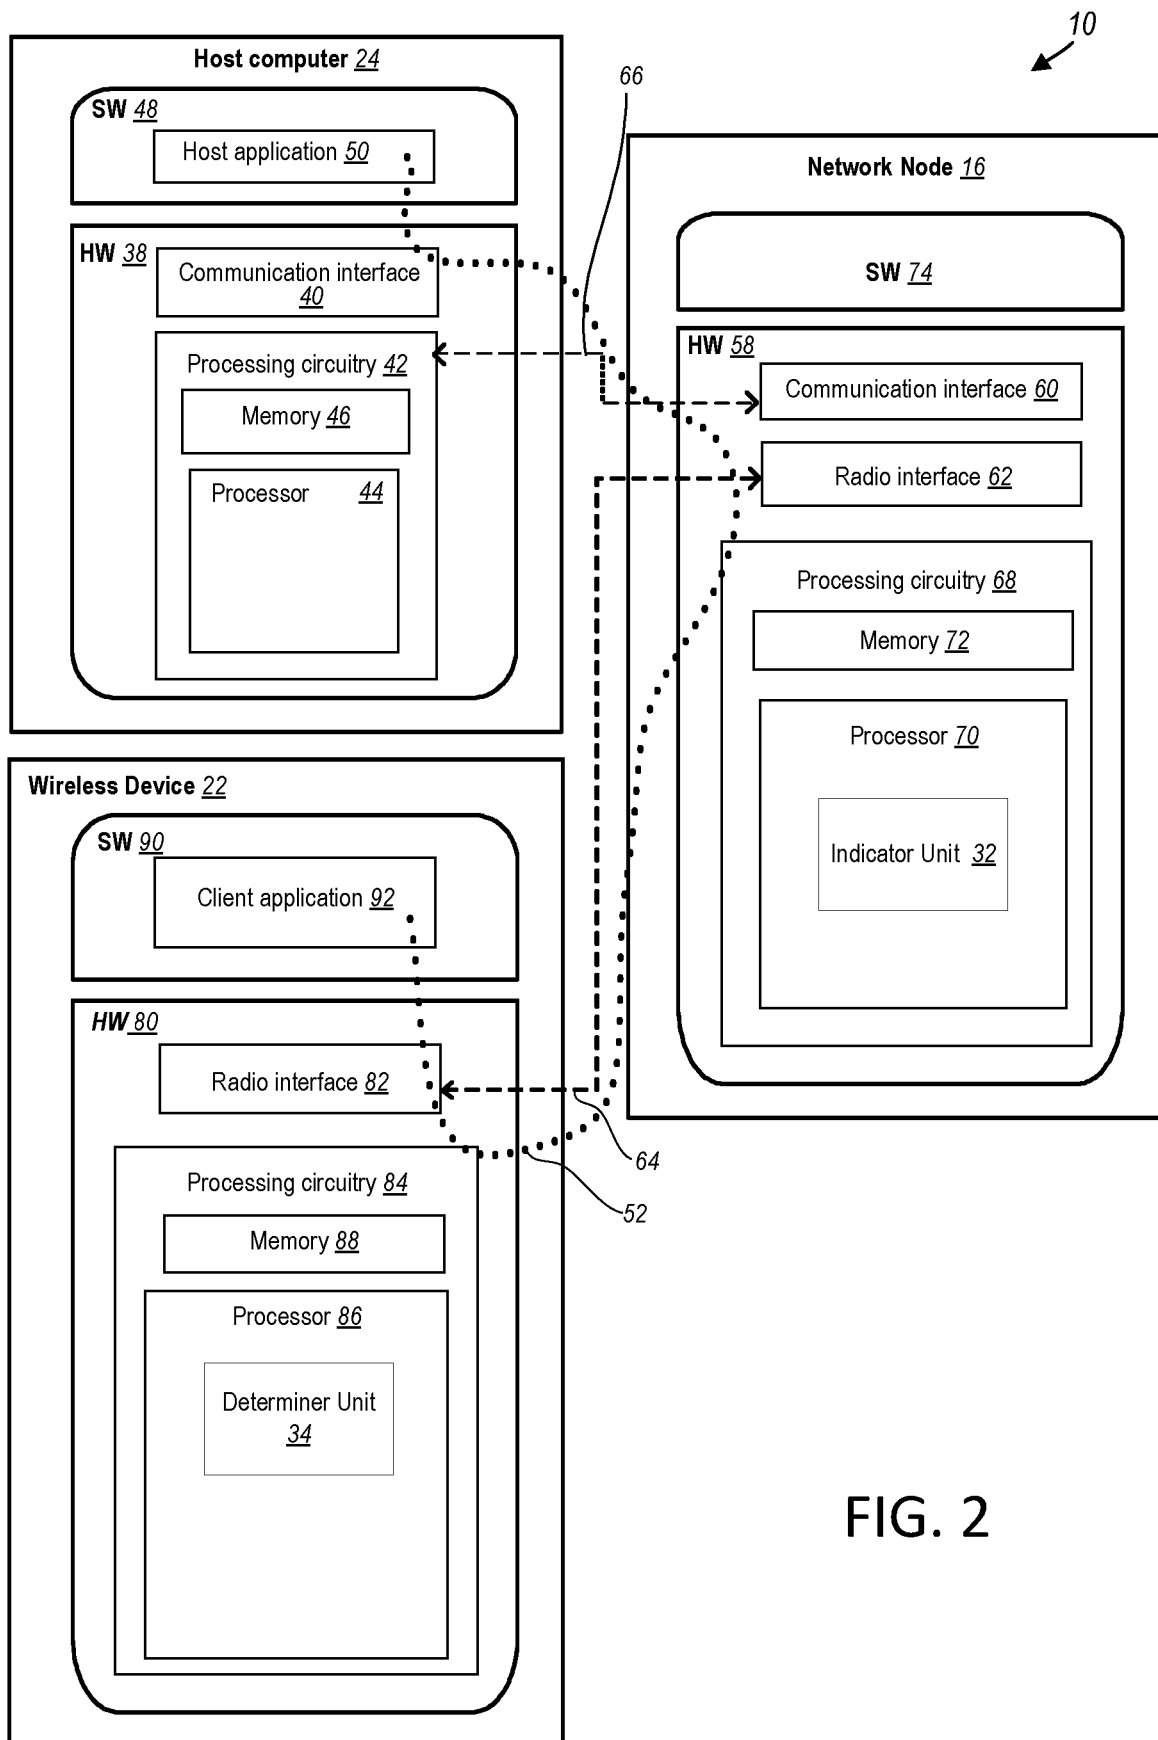 10
Host computer 24
SW 48
Host application 50
HW 38
Communication interface
40
Processing circuitry 42
Memory 46
Processor 44
66
Network Node 16
SW 74
HW 58
Communication interface 60
Radio interface 62
Processing circuitry 68
Memory 72
Processor 70
Indicator Unit 32
Wireless Device 22
SW 90
Client application 92
HW 80
Radio interface 82
Processing circuitry 84
Memory 88
Processor 86
Determiner Unit
34
64
52
FIG. 2